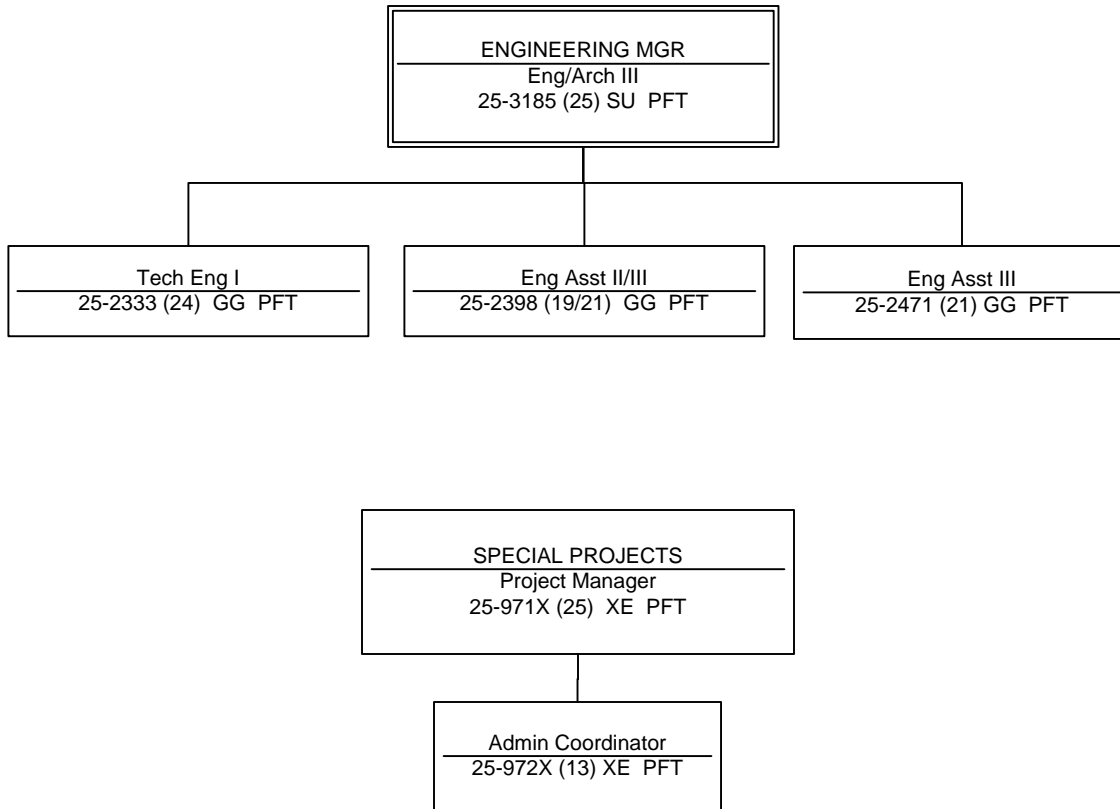 ENGINEERING MGR
Eng/Arch III
25-3185 (25) SU PFT
Tech Eng I
25-2333 (24) GG PFT
Eng Asst II/III
25-2398 (19/21) GG PFT
Eng Asst III
25-2471 (21) GG PFT
SPECIAL PROJECTS
Project Manager
25-971X (25) XE PFT
Admin Coordinator
25-972X (13) XE PFT